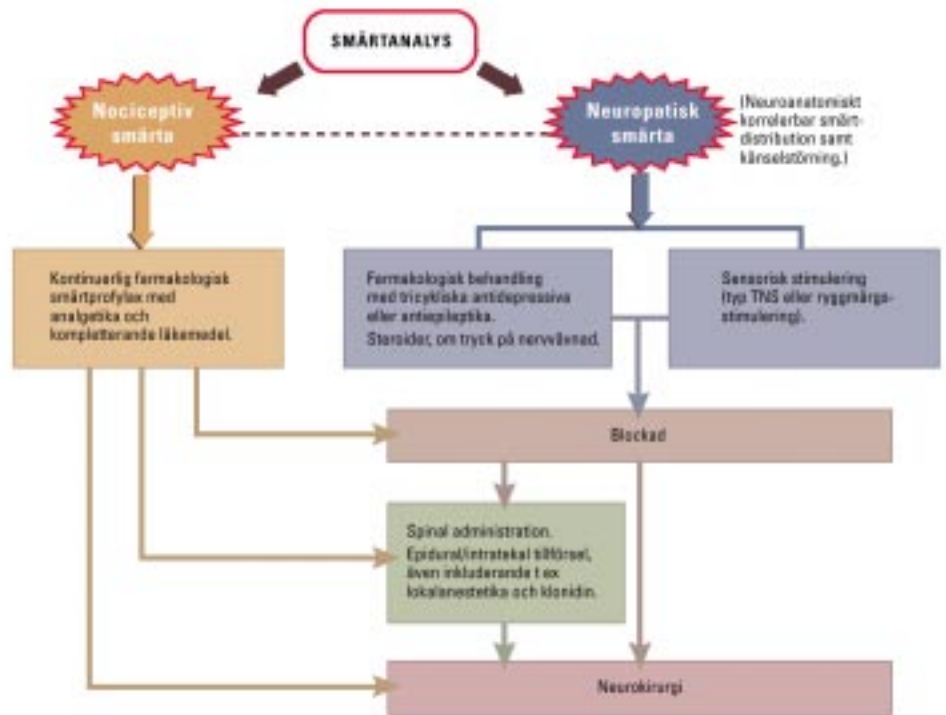 SMÄRTANALYS
Nociceptiv
smärta
Neuropatisk
smärta
(Neuroanatomiskt
korrelerbar smärt-
distribution samt
känselstörning.)
Kontinuerlig farmakologisk
smärtprofylax med
analgetika och
kompletterande läkemedel.
Farmakologisk behandling
med tricykliska antidepressiva
eller antiepileptika.
Steroider, om tryck på nervvävnad.
Sensorisk stimulering
(typ TNS eller ryggmärgs-
stimulering).
Blockad
Spinal administration.
Epidural/intratekal tillförsel,
även inkluderande t ex
lokalanestetika och klonidin.
Neurokirurgi